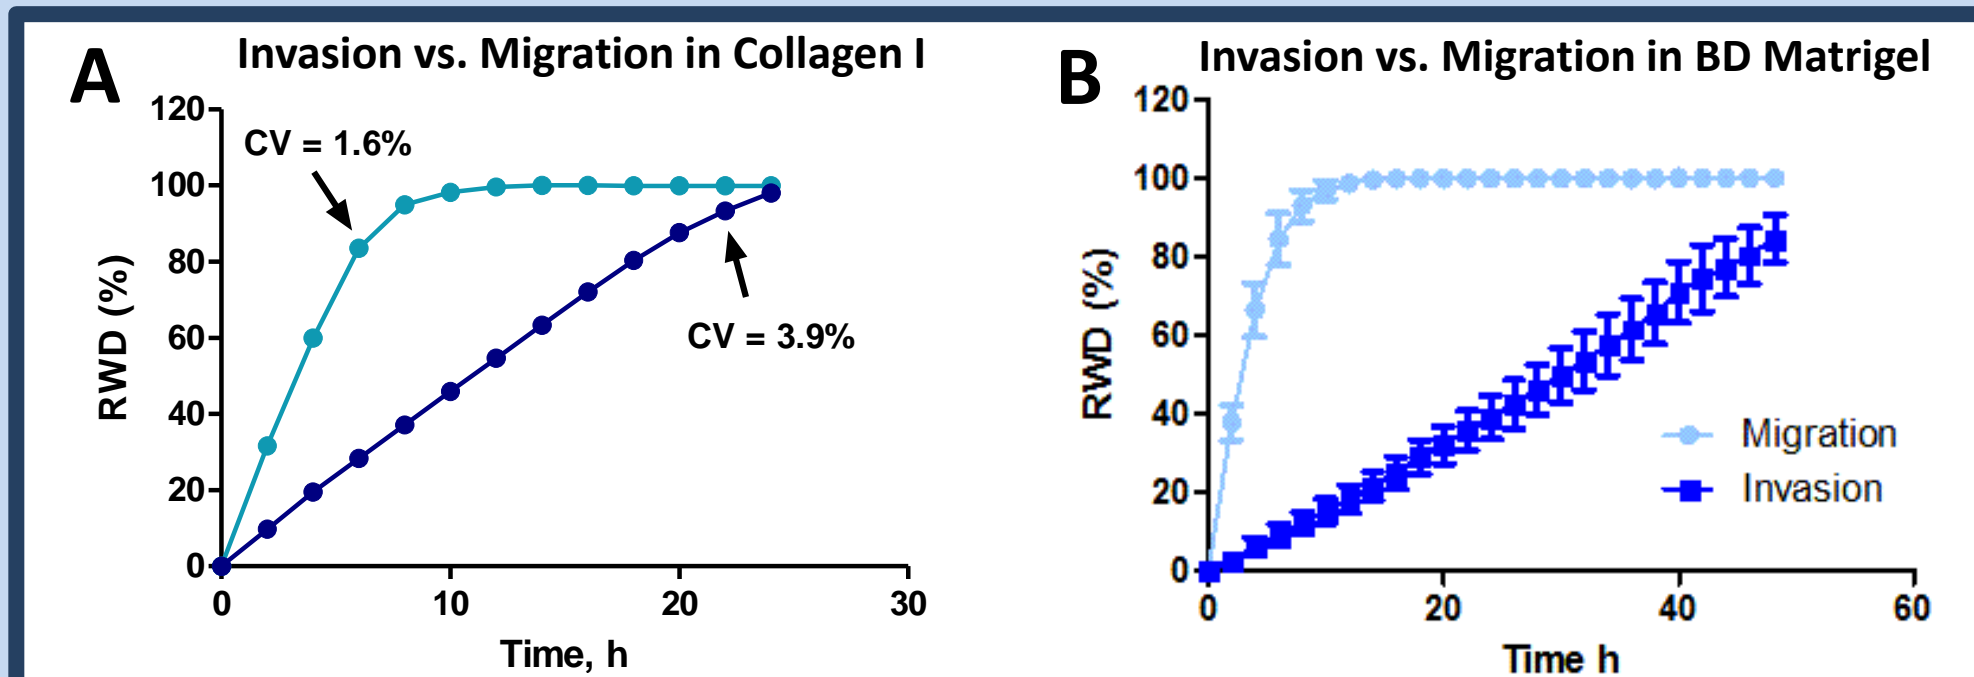 A
Invasion vs. Migration in Collagen I
120
100
80
60
40
20
0
RWD (%)
CV = 1.6%
CV = 3.9%
0 10 20 30
Time, h
B
Invasion vs. Migration in BD Matrigel
120
100
80
60
40
20
0
RWD (%)
Migration
Invasion
0 20 40 60
Time h